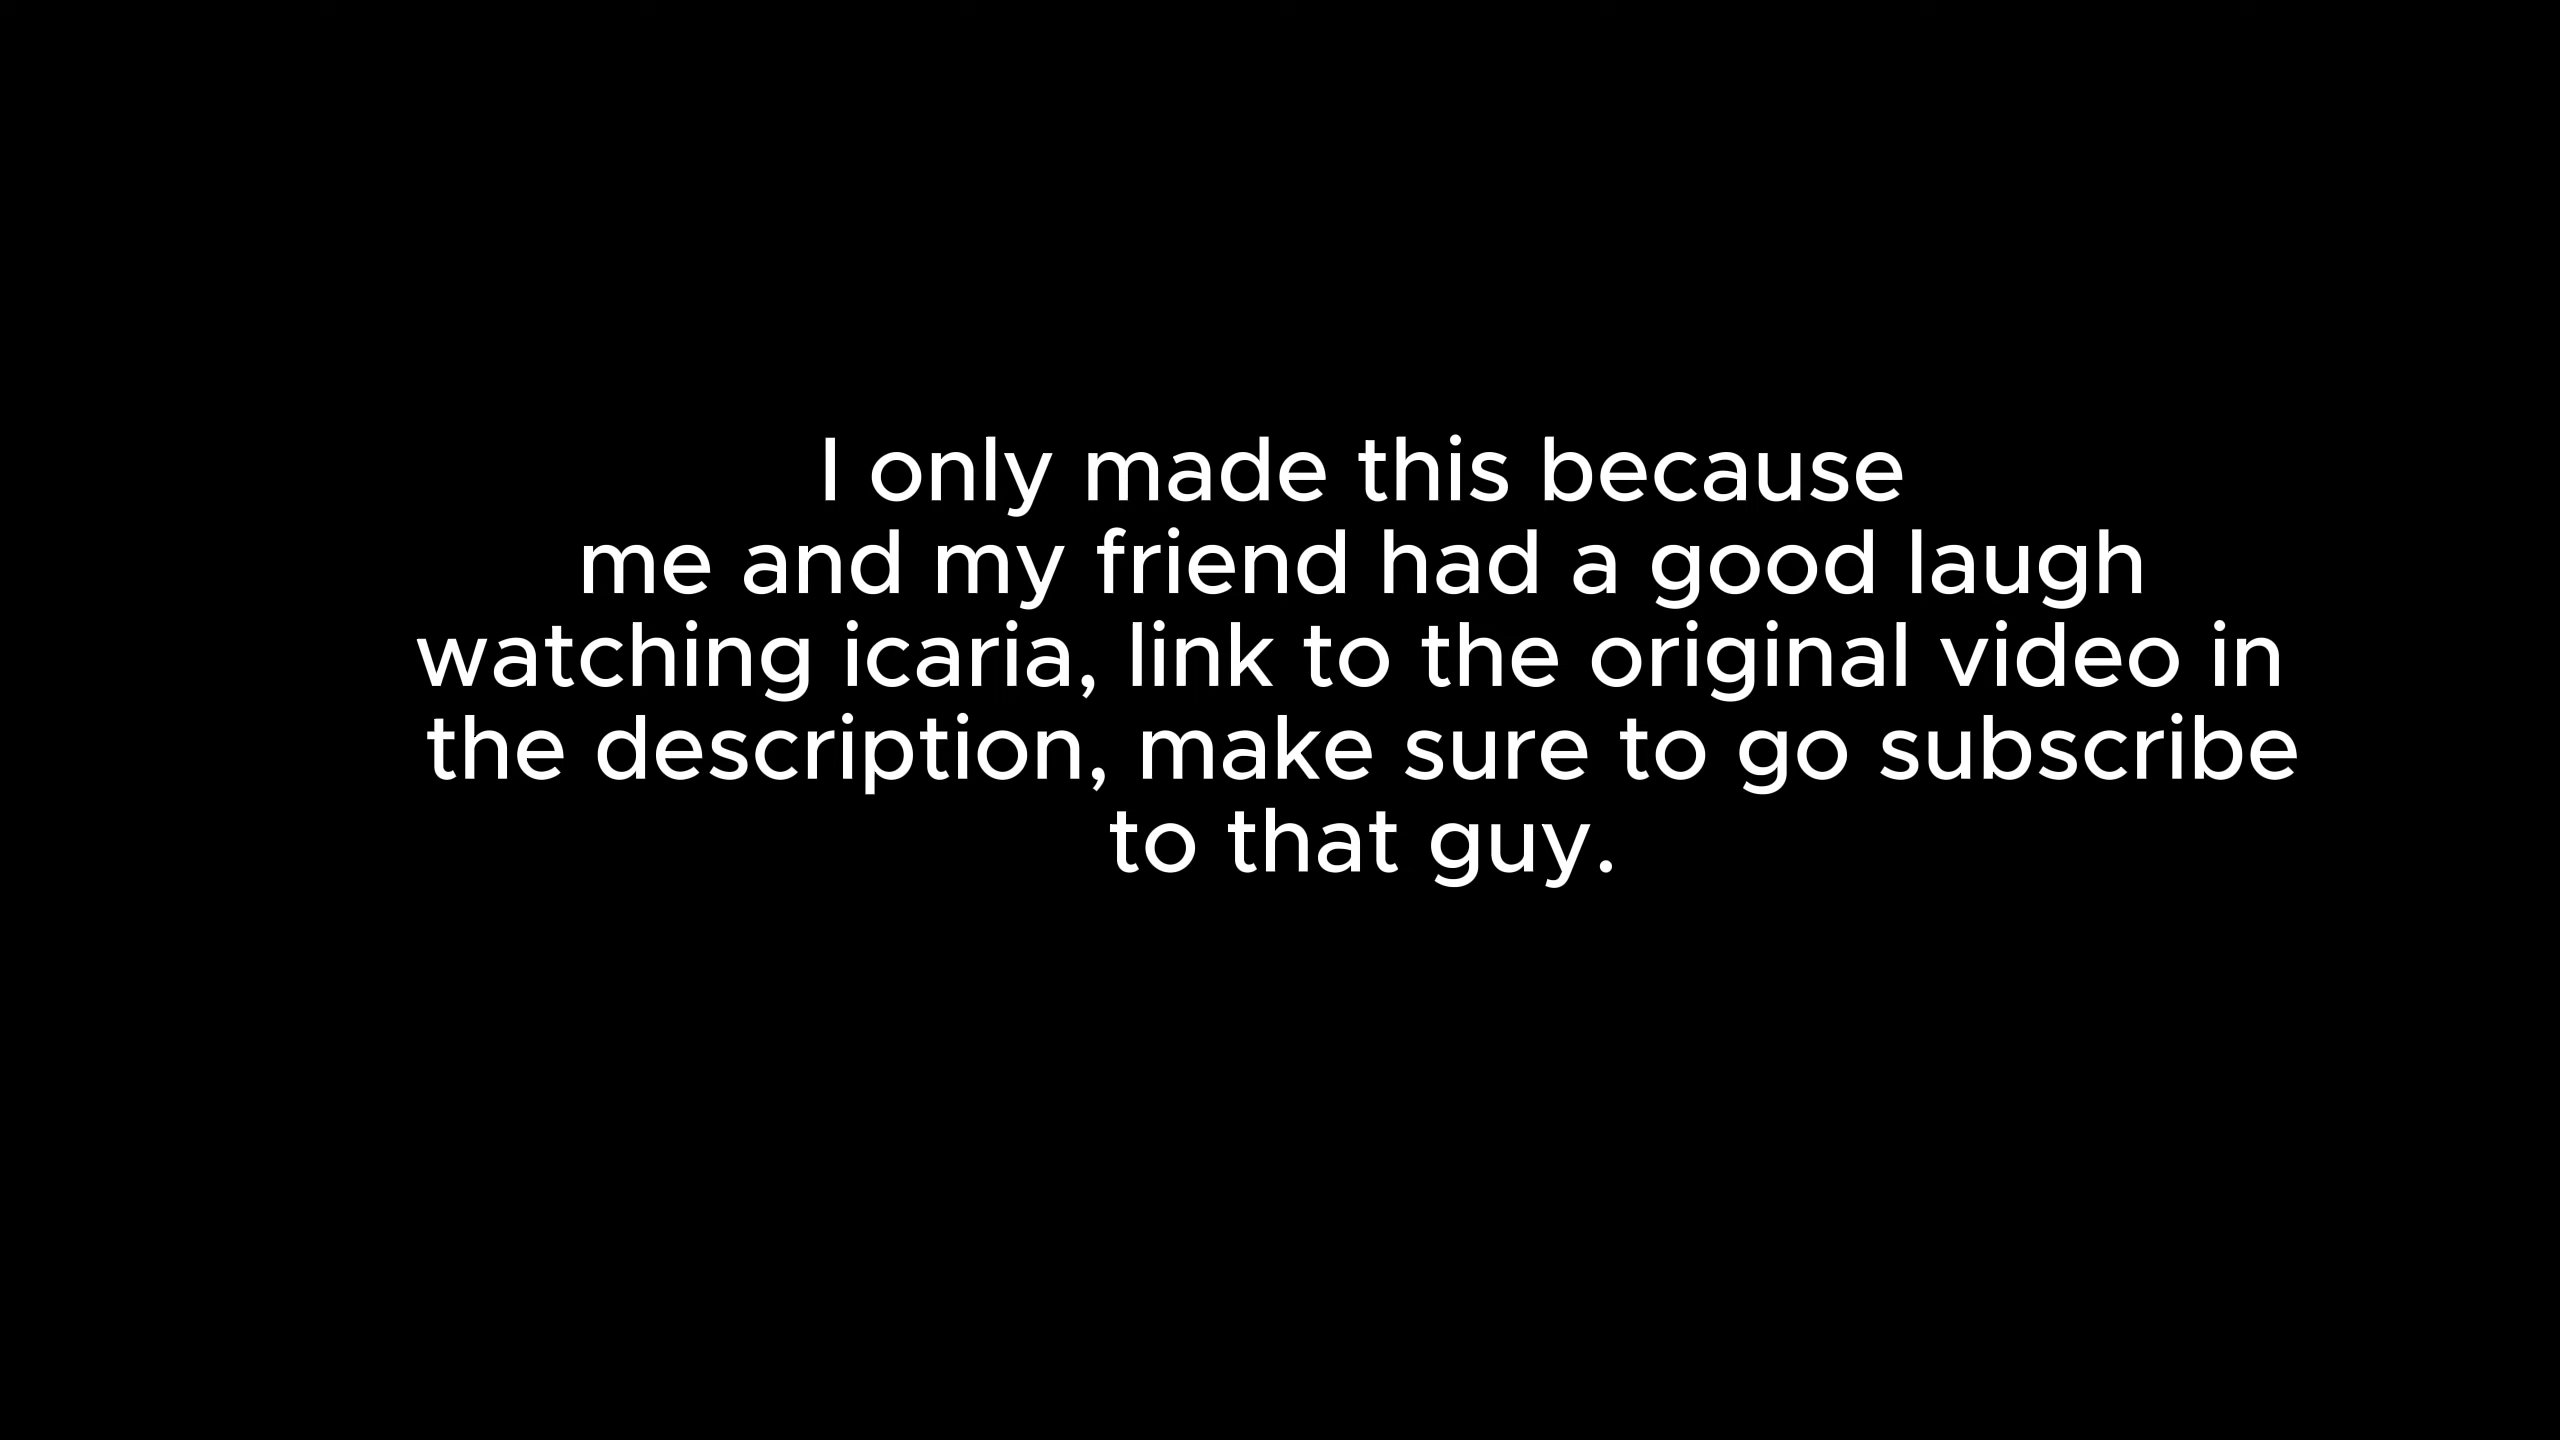 I only made this because
me and my friend had a good laugh
watching icaria, link to the original video in
the description, make sure to go subscribe
to that guy.